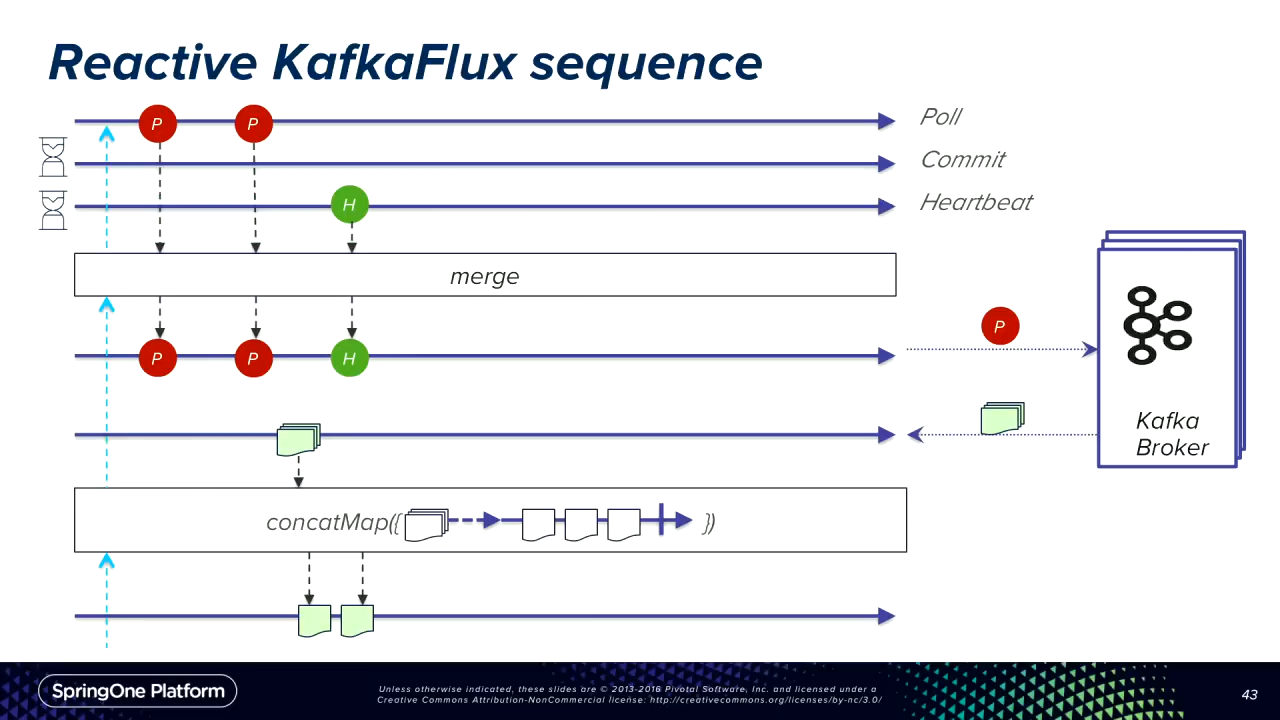 Reactive KafkaFlux sequence
P
P
Poll
Commit
H
Heartbeat
merge
P
P
P
H
Kafka
Broker
concatMap({
})
SpringOne Platform
Unless otherwise indicated, these slides are © 2013-2016 Pivotal Software, Inc. and licensed under a
Creative Commons Attribution-NonCommercial license: http://creativecommons.org/licenses/by-nc/3.0/
43